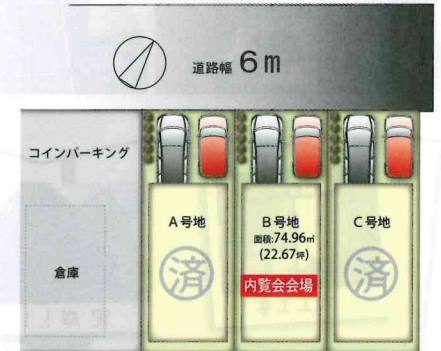 道路幅 6m
コインパーキング
倉庫
A号地
済
B号地
面積:74.96㎡
(22.67坪)
内覧会会場
C号地
済